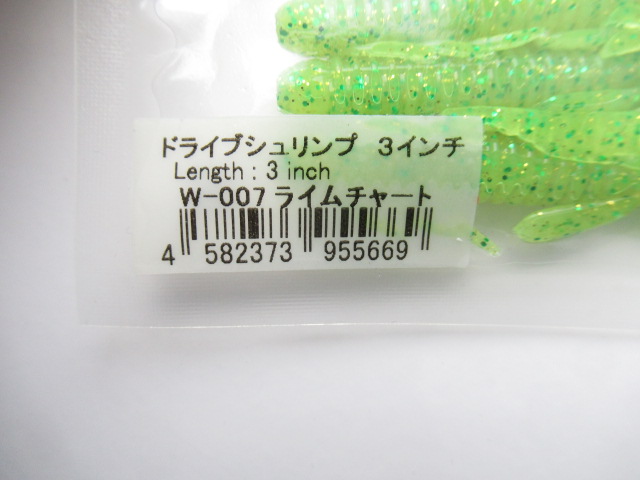 ドライブシュリンプ 3インチ
Length : 3 inch
W-007 ライムチャート
4 582373 955669